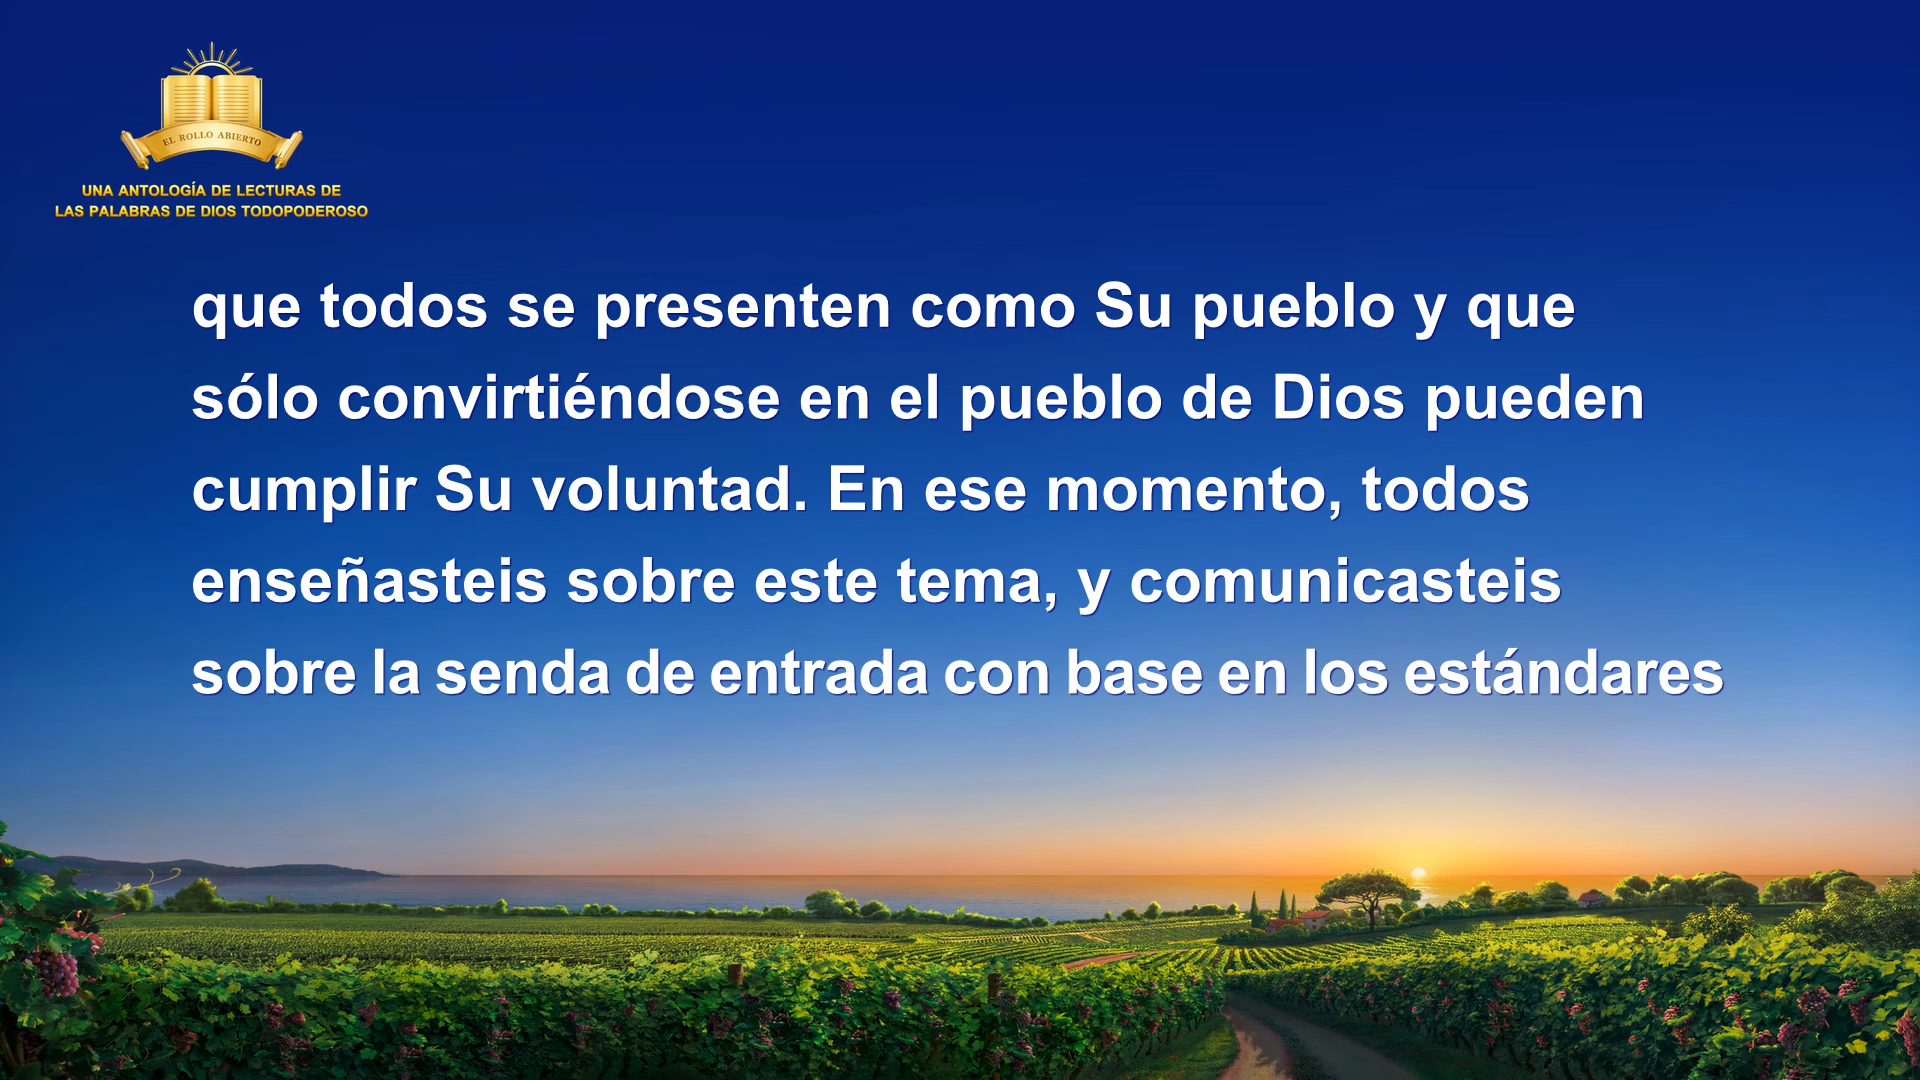 EL ROLLO ABIERTO
UNA ANTOLOGÍA DE LECTURAS DE
LAS PALABRAS DE DIOS TODOPODEROSO
que todos se presenten como Su pueblo y que
sólo convirtiéndose en el pueblo de Dios pueden
cumplir Su voluntad. En ese momento, todos
enseñasteis sobre este tema, y comunicasteis
sobre la senda de entrada con base en los estándares